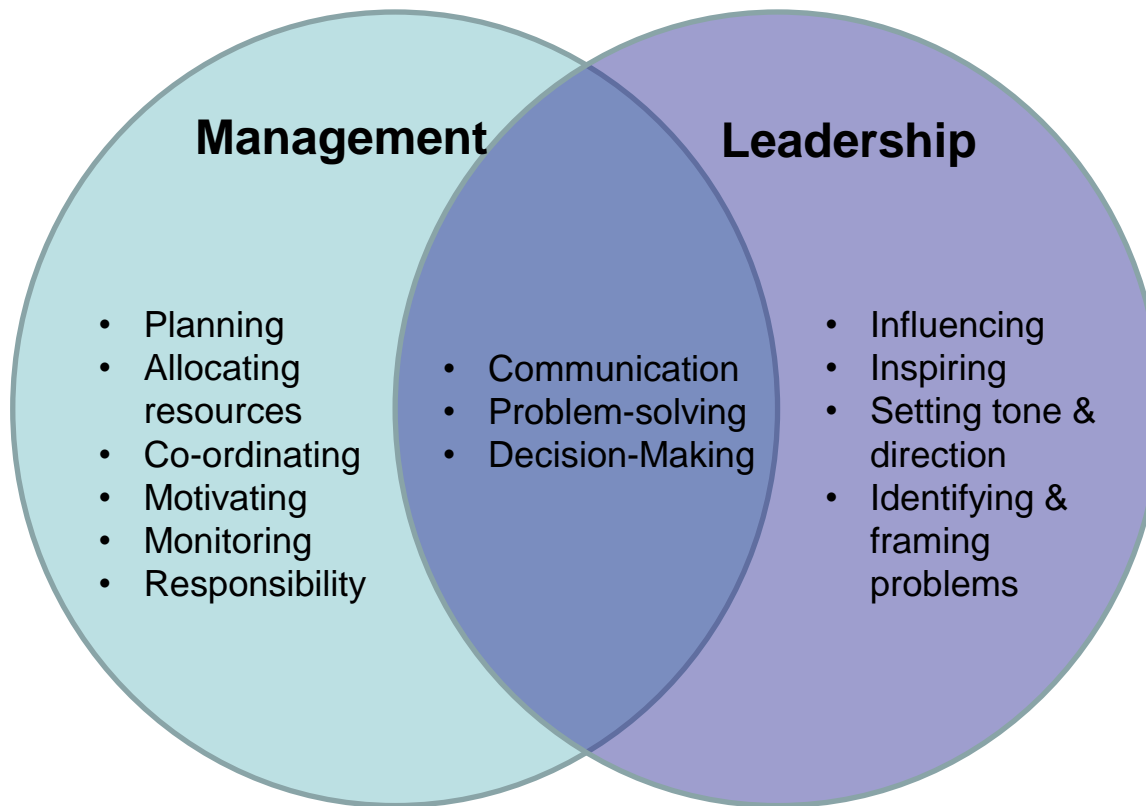 Management
Leadership
• Planning
• Allocating
resources
• Co-ordinating
• Motivating
• Monitoring
• Responsibility
• Communication
• Problem-solving
• Decision-Making
• Influencing
• Inspiring
• Setting tone &
direction
• Identifying &
framing
problems